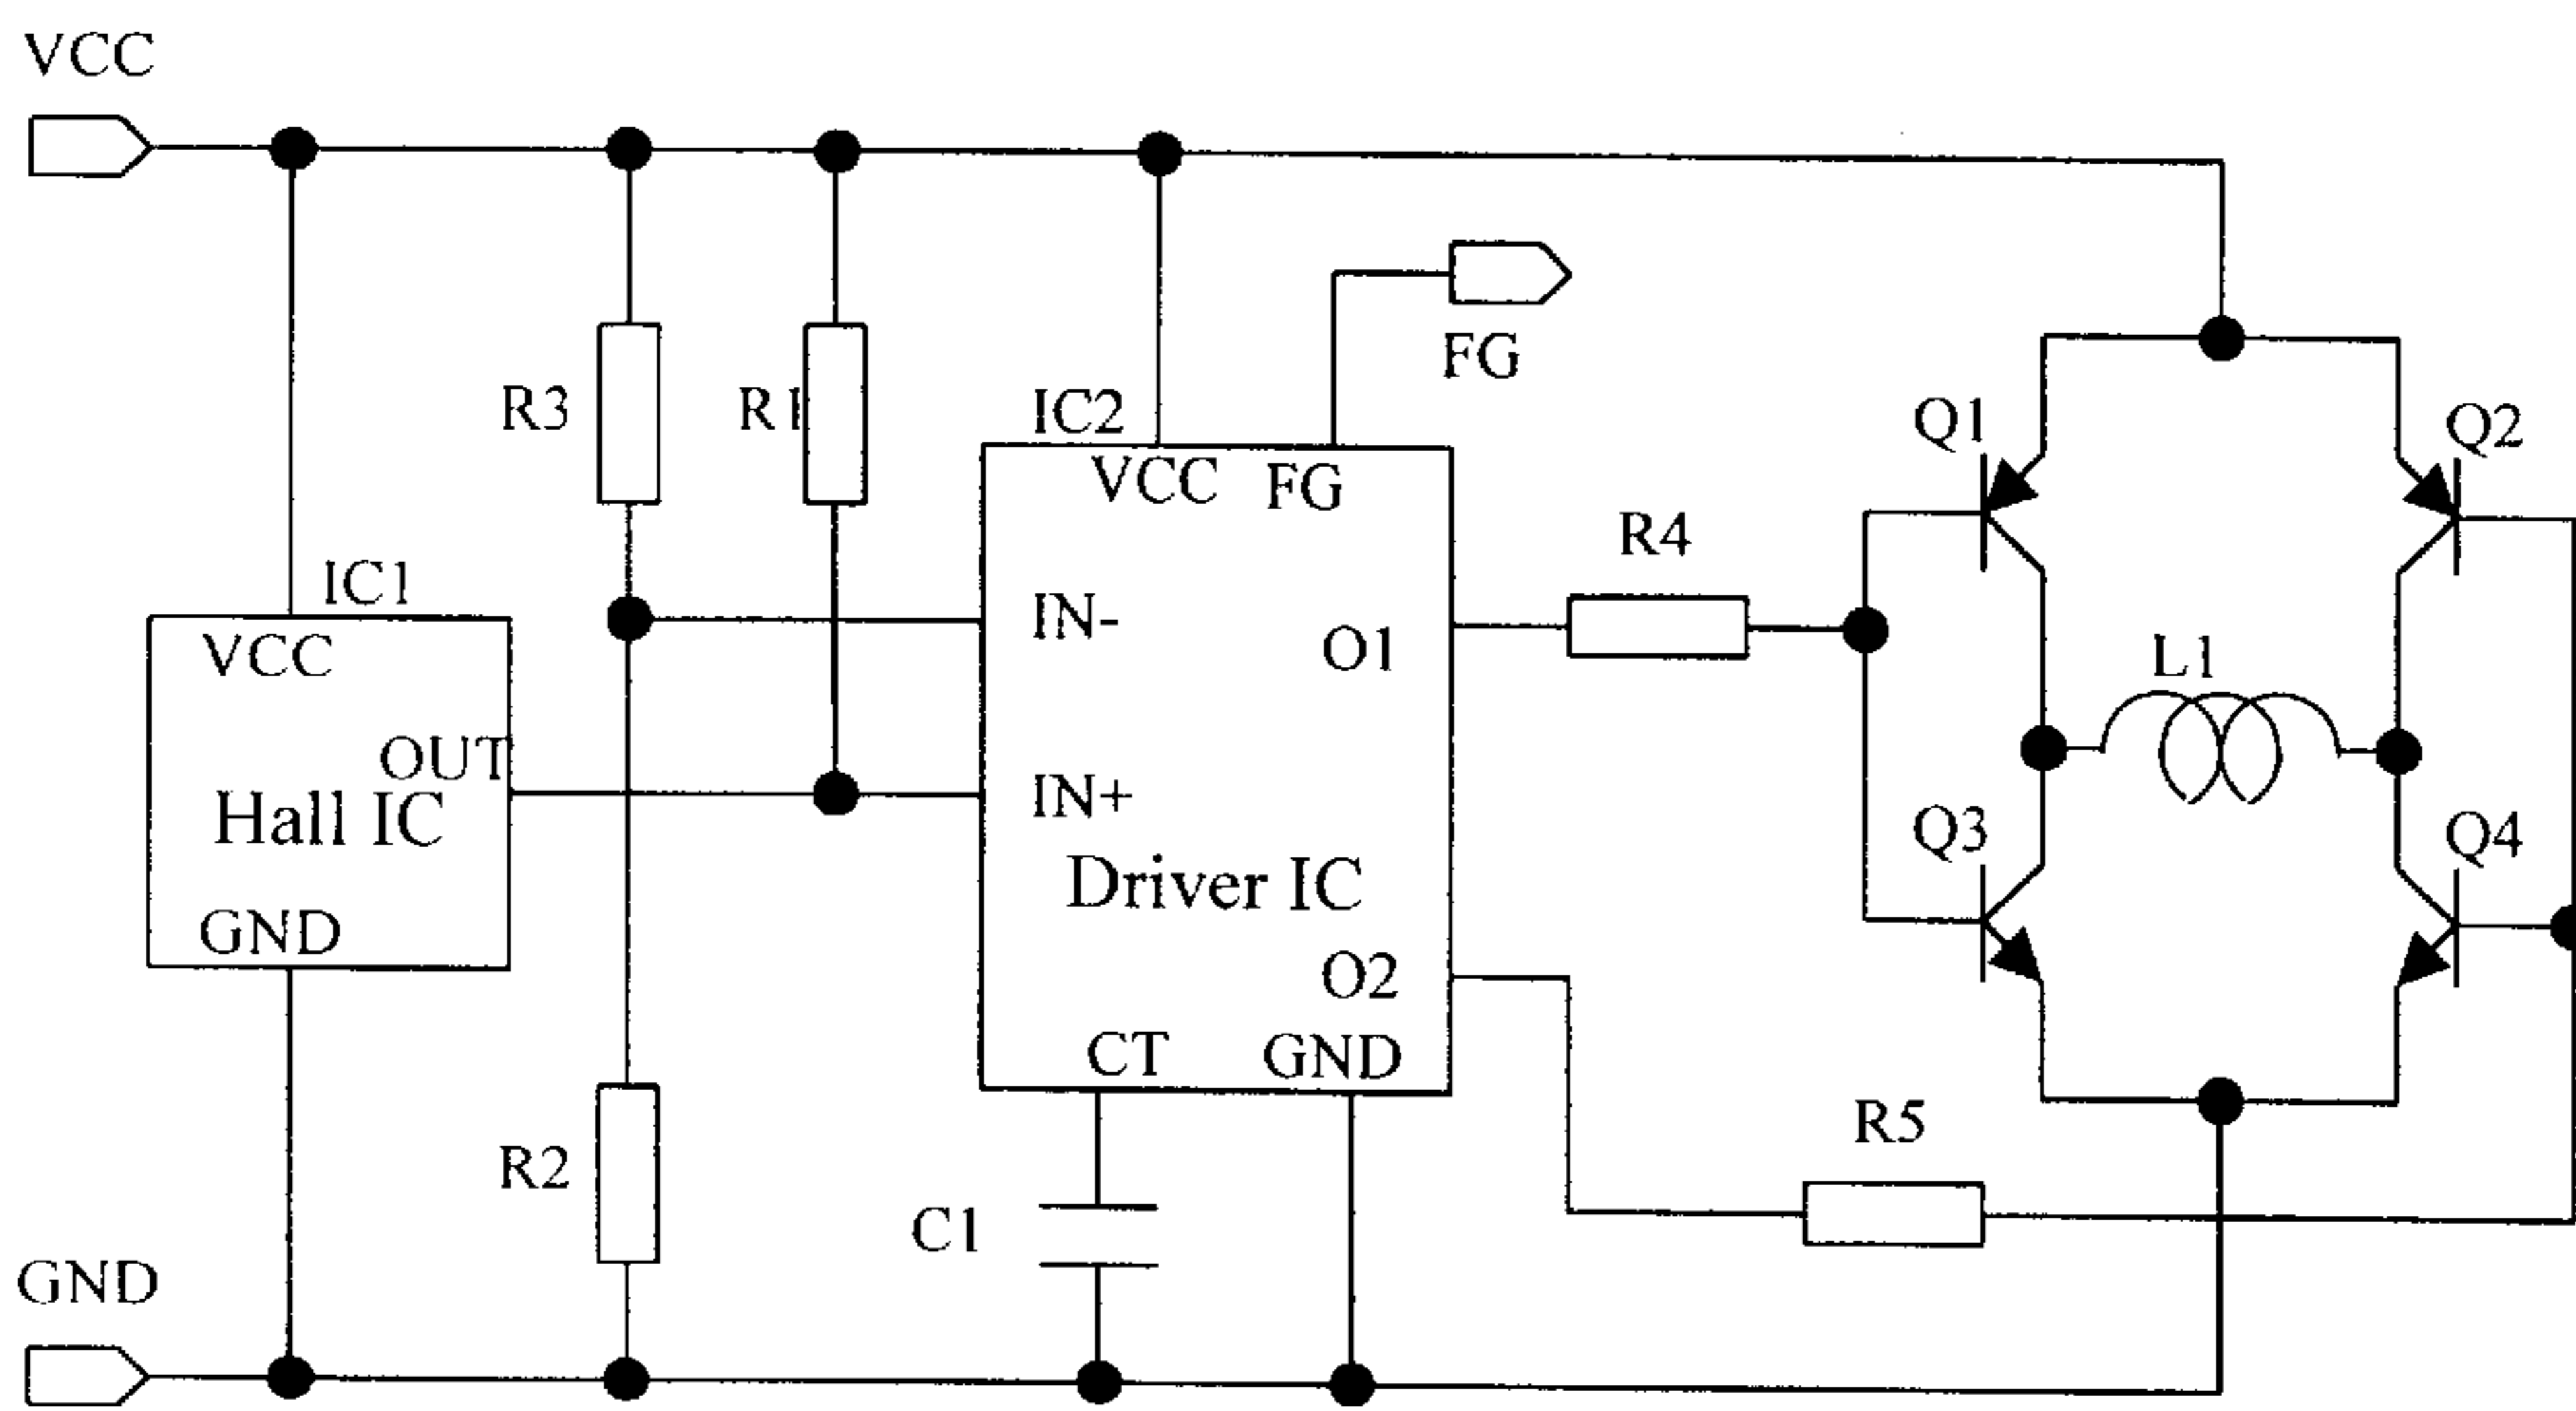 VCC
FG
R3
R1
IC2
Q1
Q2
VCC
FG
R4
IC1
IN-
O1
VCC
L1
OUT
IN+
Hall IC
Q3
Q4
Driver IC
GND
O2
CT
GND
R5
R2
C1
GND